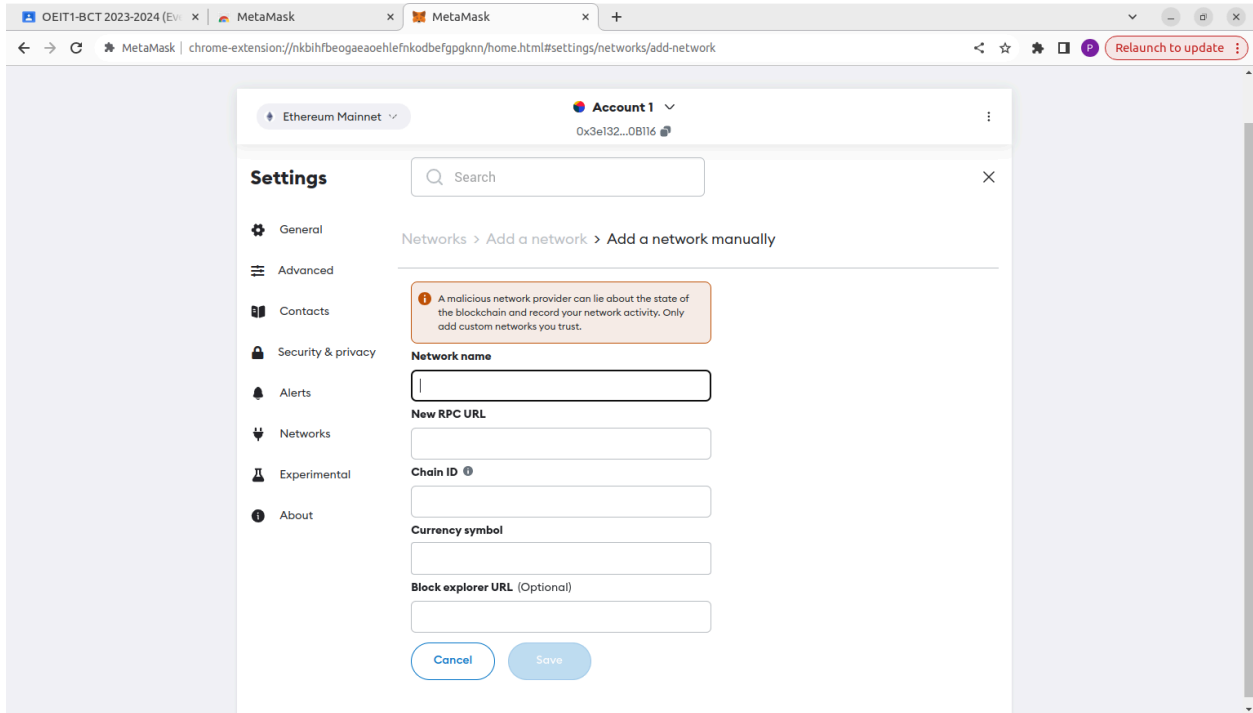 OEIT1-BCT 2023-2024 (Eve
MetaMask
MetaMask
MetaMask
chrome-extension://nkbihfbeogaeaoehlefnkodbefgpgknn/home.html#settings/networks/add-network
P
Relaunch to update
Ethereum Mainnet
Account 1
0x3e132...0B116
Settings
Search
General
Advanced
Contacts
Security & privacy
Alerts
Networks
Experimental
About
Networks > Add a network > Add a network manually
A malicious network provider can lie about the state of
the blockchain and record your network activity. Only
add custom networks you trust.
Network name
New RPC URL
Chain ID
Currency symbol
Block explorer URL (Optional)
Cancel
Save